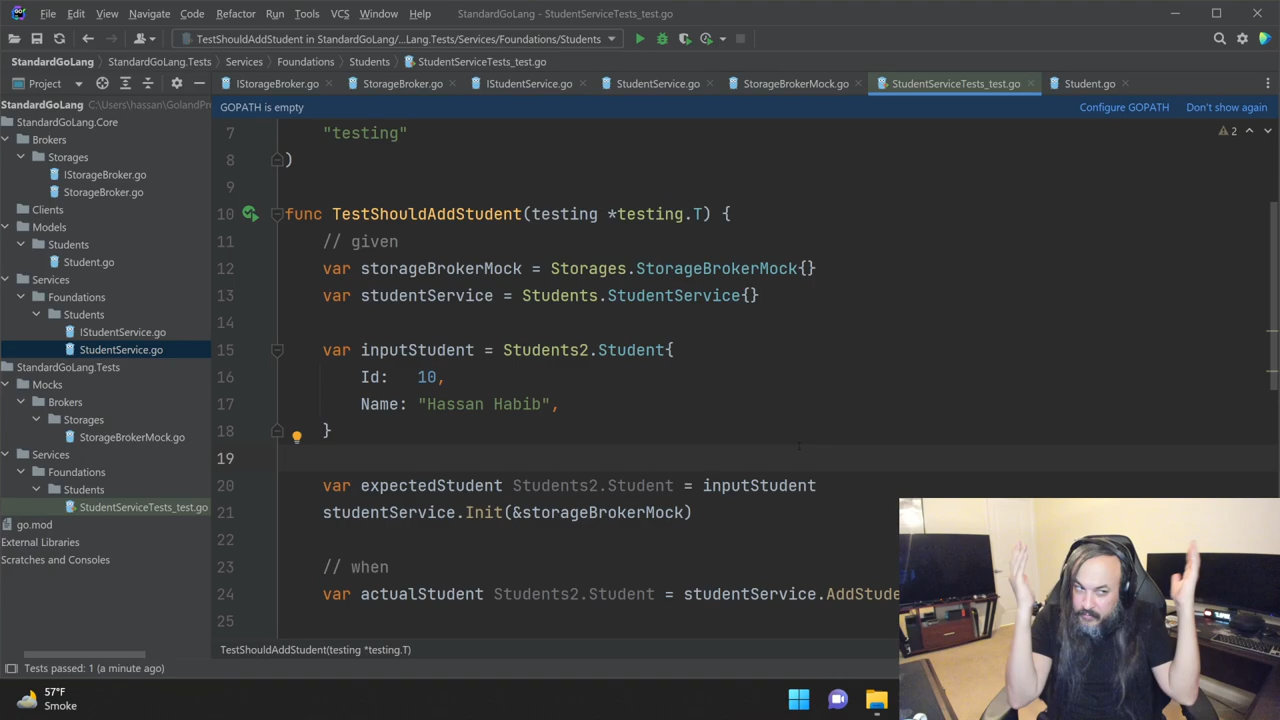 File Edit View Navigate Code Refactor Run Tools VCS Window Help StandardGoLang - StudentServiceTests_test.go
TestShouldAddStudent in StandardGoLang/...Lang.Tests/Services/Foundations/Students
StandardGoLang StandardGoLang.Tests Services Foundations Students StudentServiceTests_test.go
Project IStorageBroker.go StorageBroker.go IStudentService.go StudentService.go StorageBrokerMock.go StudentServiceTests_test.go Student.go
GOPATH is empty Configure GOPATH Don't show again
StandardGoLang C:\Users\hassan\GolandPr
StandardGoLang.Core
Brokers
Storages
IStorageBroker.go
StorageBroker.go
Clients
Models
Students
Student.go
Services
Foundations
Students
IStudentService.go
StudentService.go
StandardGoLang.Tests
Mocks
Brokers
Storages
StorageBrokerMock.go
Services
Foundations
Students
StudentServiceTests_test.go
go.mod
External Libraries
Scratches and Consoles
2
7 "testing"
8 )
9
10 func TestShouldAddStudent(testing *testing.T) {
11 // given
12 var storageBrokerMock = Storages.StorageBrokerMock{}
13 var studentService = Students.StudentService{}
14
15 var inputStudent = Students2.Student{
16 Id: 10,
17 Name: "Hassan Habib",
18 }
19
20 var expectedStudent Students2.Student = inputStudent
21 studentService.Init(&storageBrokerMock)
22
23 // when
24 var actualStudent Students2.Student = studentService.AddStude
25
TestShouldAddStudent(testing *testing.T)
Tests passed: 1 (a minute ago)
57°F
Smoke